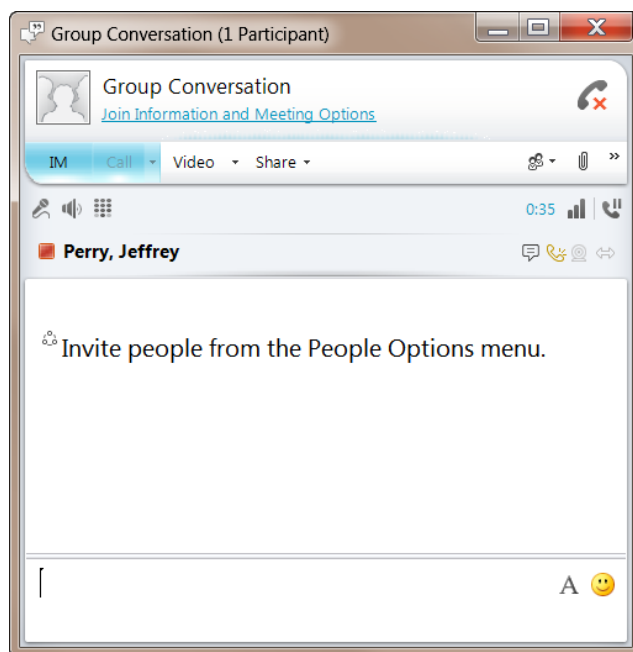 Group Conversation (1 Participant)
Group Conversation
Join Information and Meeting Options
IM Call Video Share
0:35
Perry, Jeffrey
Invite people from the People Options menu.
A